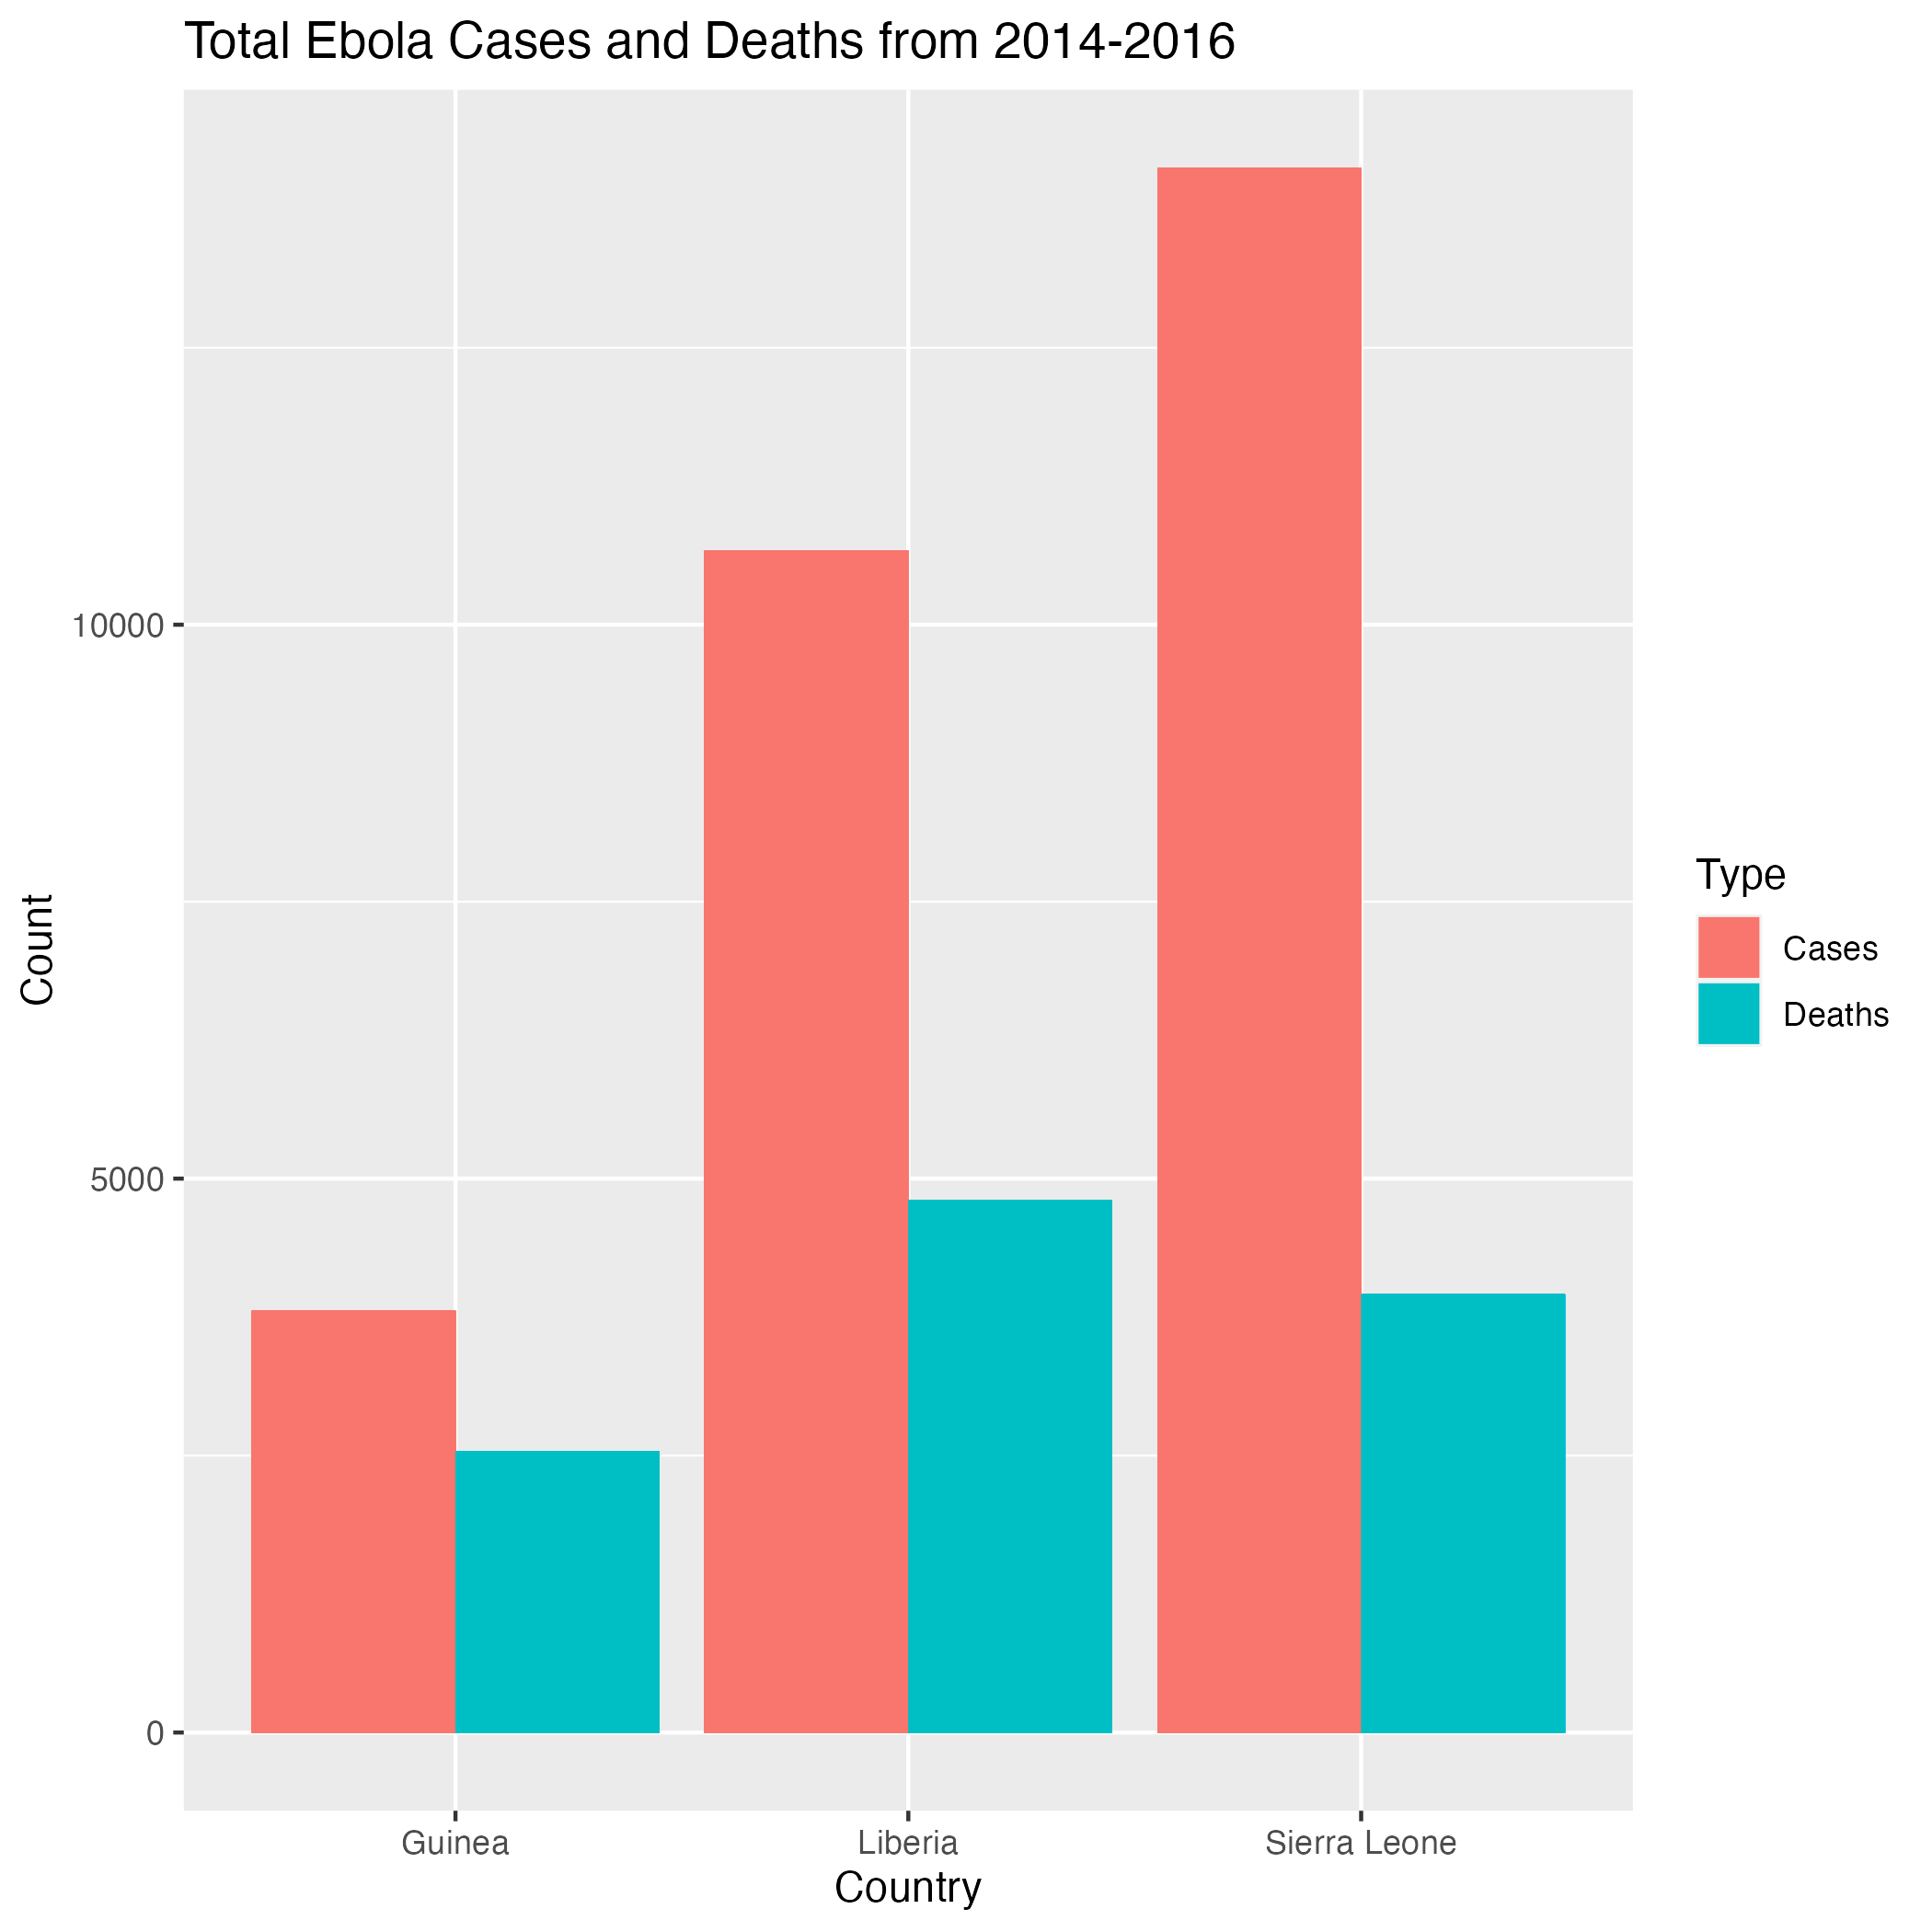 Total Ebola Cases and Deaths from 2014-2016
Count
10000
5000
0
Guinea
Liberia
Sierra Leone
Country
Type
Cases
Deaths